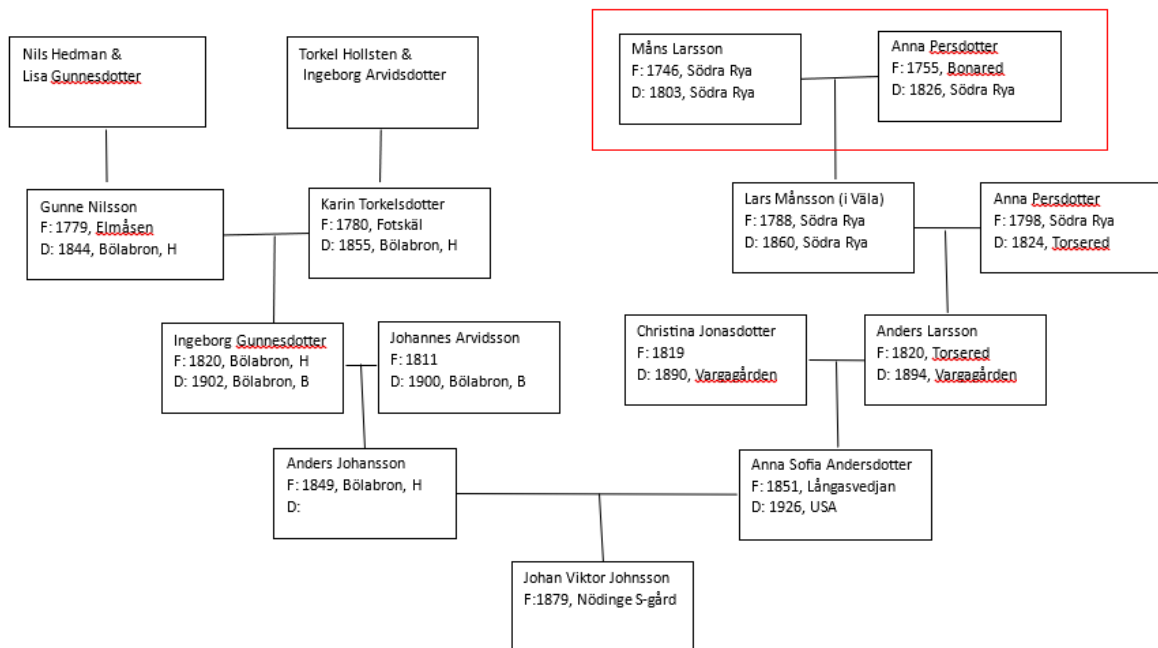 Nils Hedman &
Lisa Gunnesdotter
Torkel Hollsten &
Ingeborg Arvidsdotter
Måns Larsson
F: 1746, Södra Rya
D: 1803, Södra Rya
Anna Persdotter
F: 1755, Bonared
D: 1826, Södra Rya
Gunne Nilsson
F: 1779, Elmåsen
D: 1844, Bölabron, H
Karin Torkelsdotter
F: 1780, Fotskäl
D: 1855, Bölabron, H
Lars Månsson (i Väla)
F: 1788, Södra Rya
D: 1860, Södra Rya
Anna Persdotter
F: 1798, Södra Rya
D: 1824, Torsered
Ingeborg Gunnesdotter
F: 1820, Bölabron, H
D: 1902, Bölabron, B
Johannes Arvidsson
F: 1811
D: 1900, Bölabron, B
Christina Jonasdotter
F: 1819
D: 1890, Vargagården
Anders Larsson
F: 1820, Torsered
D: 1894, Vargagården
Anders Johansson
F: 1849, Bölabron, H
D:
Anna Sofia Andersdotter
F: 1851, Långasvedjan
D: 1926, USA
Johan Viktor Johnsson
F:1879, Nödinge S-gård